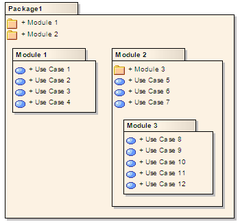 Package1
+ Module 1
+ Module 2
Module 1
+ Use Case 1
+ Use Case 2
+ Use Case 3
+ Use Case 4
Module 2
+ Module 3
+ Use Case 5
+ Use Case 6
+ Use Case 7
Module 3
+ Use Case 8
+ Use Case 9
+ Use Case 10
+ Use Case 11
+ Use Case 12